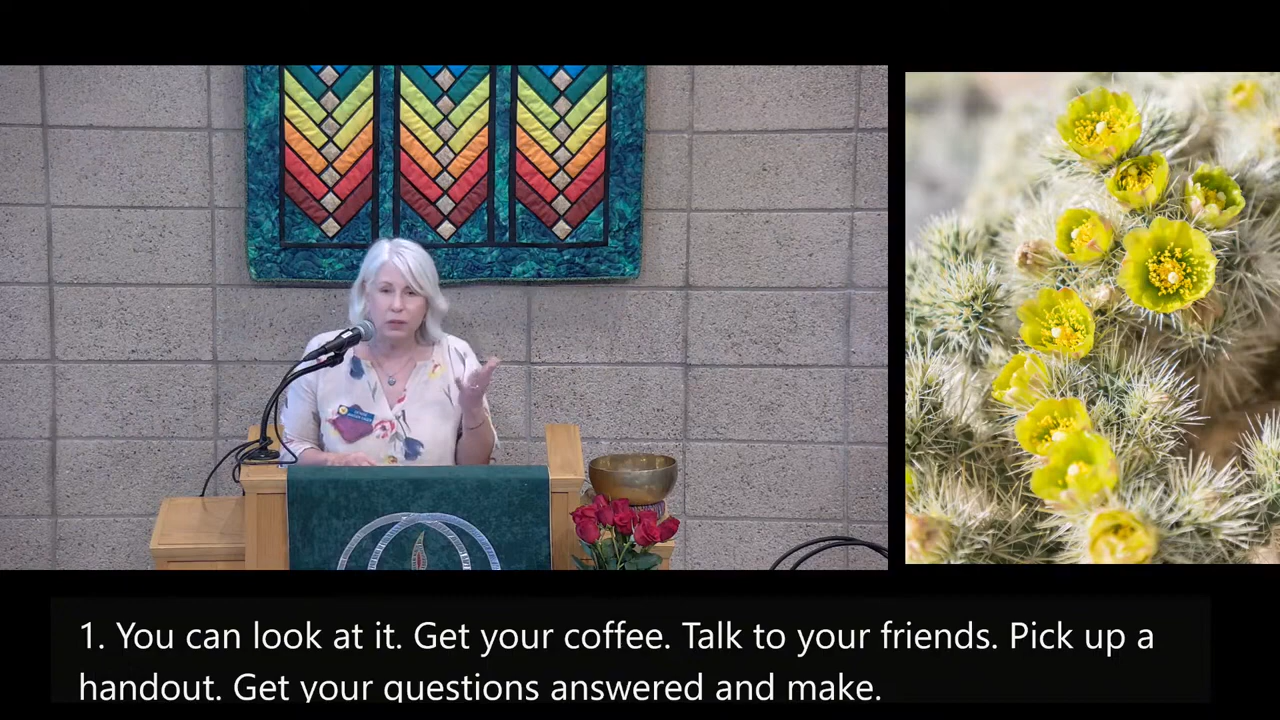 1. You can look at it. Get your coffee. Talk to your friends. Pick up a
handout. Get your questions answered and make.